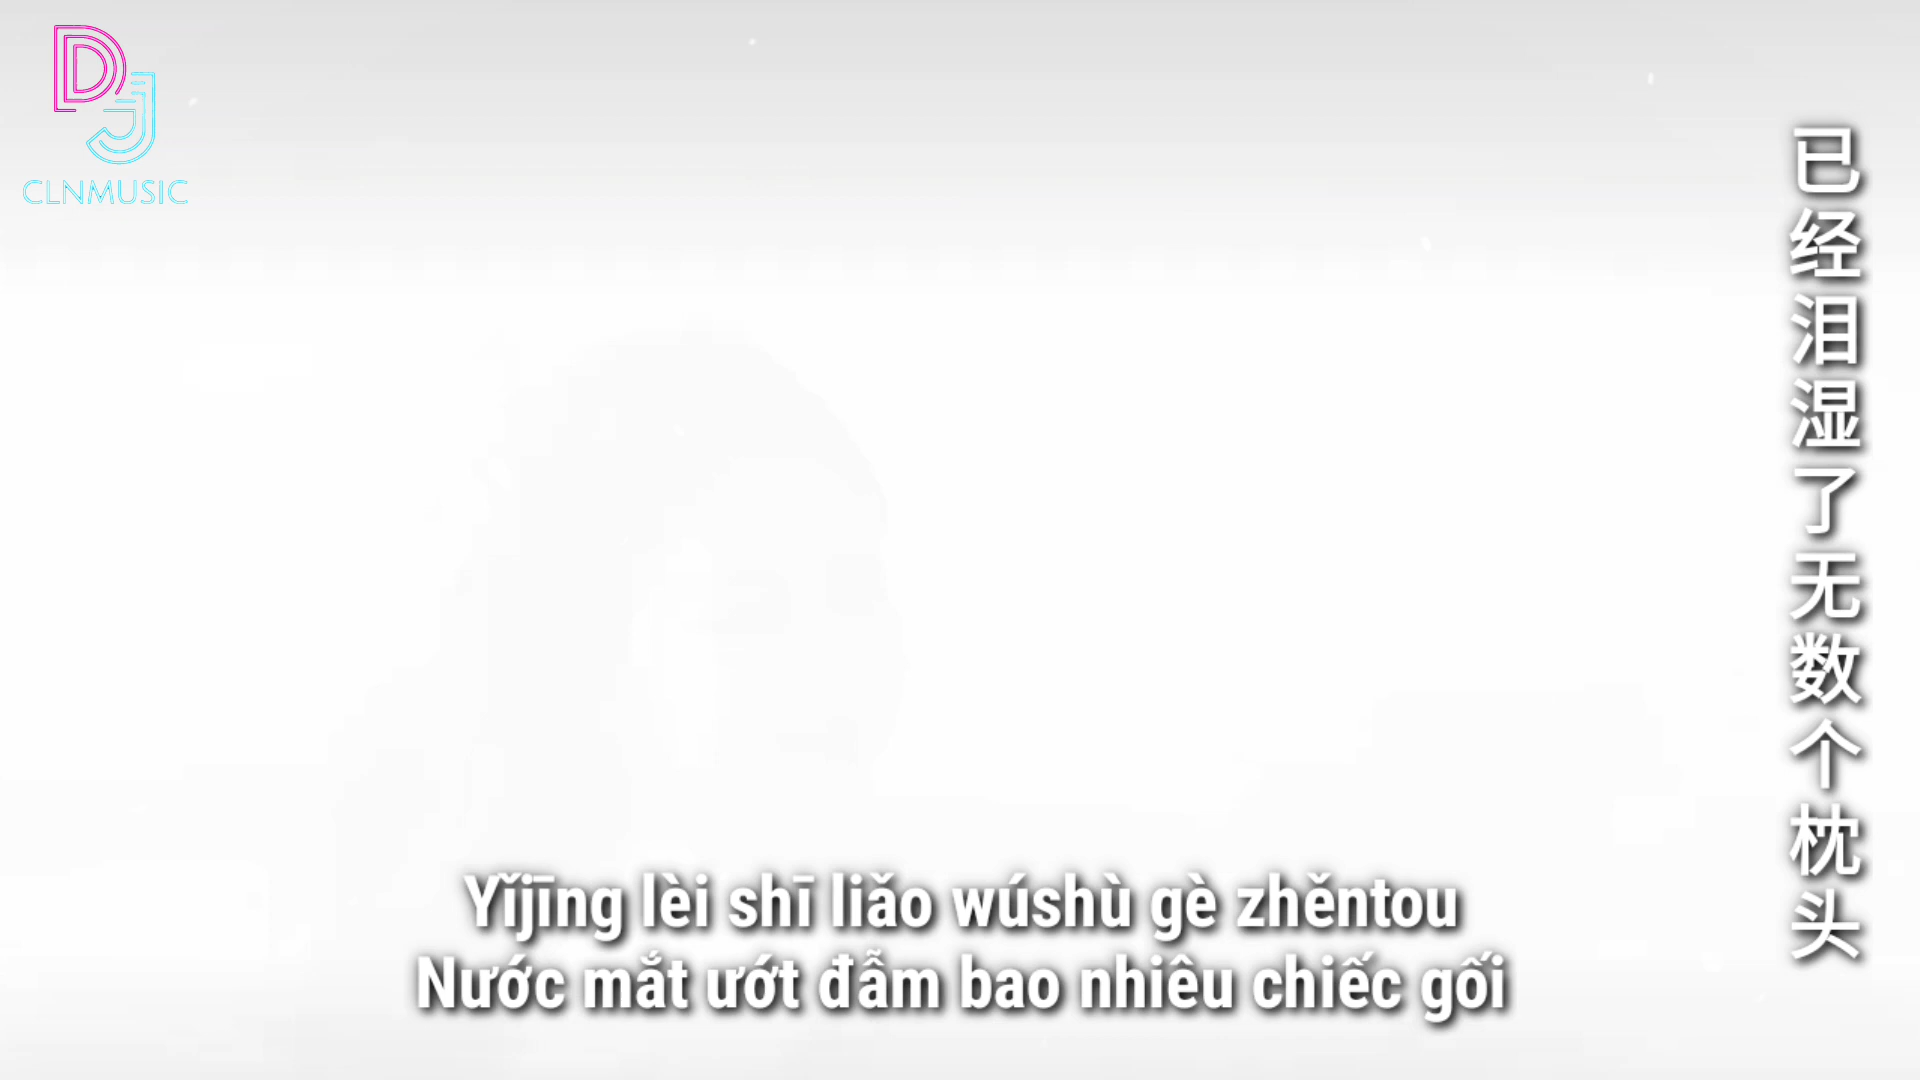 DJ
CLNMUSIC
已经泪湿了无数个枕头
Yǐjīng lèi shī liǎo wúshù gè zhěntou
Nước mắt ướt đẫm bao nhiêu chiếc gối